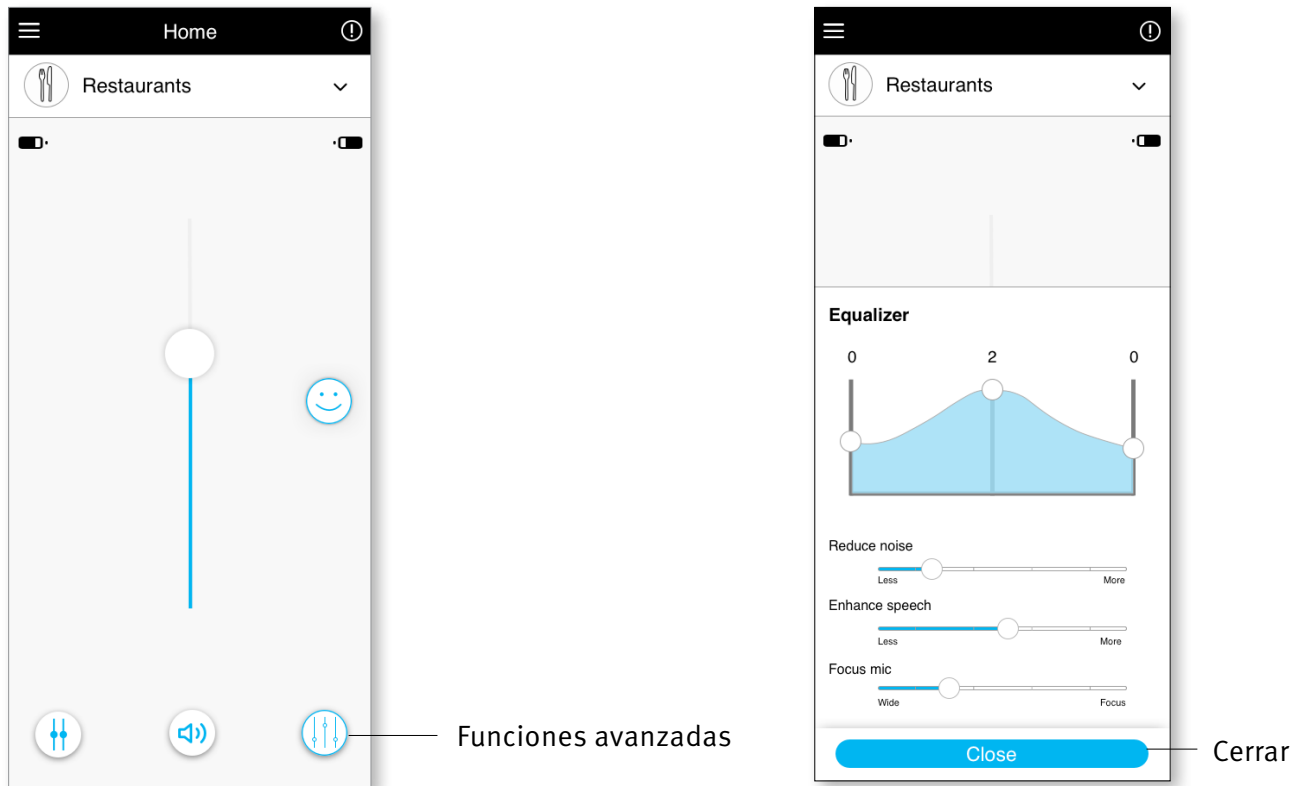 Home
Restaurants
Funciones avanzadas
Restaurants
Equalizer
0 2 0
Reduce noise
Less More
Enhance speech
Less More
Focus mic
Wide Focus
Close
Cerrar